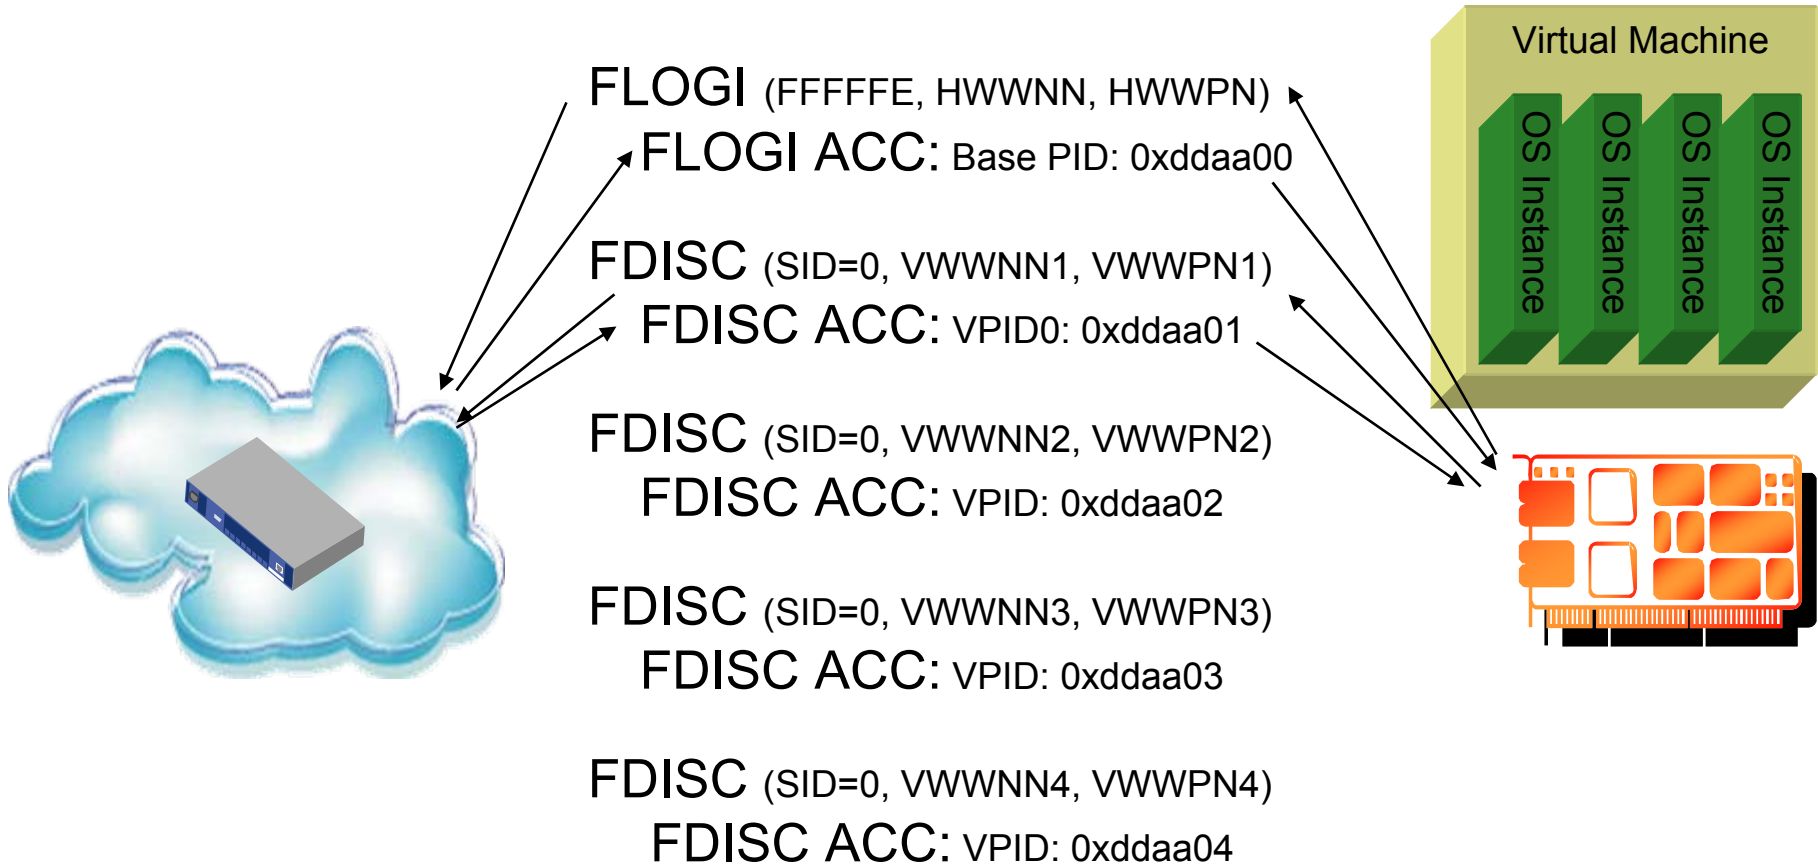 Virtual Machine
OS Instance
OS Instance
OS Instance
OS Instance
FLOGI (FFFFFE, HWWNN, HWWPN)
FLOGI ACC: Base PID: 0xddaa00
FDISC (SID=0, VWWNN1, VWWPN1)
FDISC ACC: VPID0: 0xddaa01
FDISC (SID=0, VWWNN2, VWWPN2)
FDISC ACC: VPID: 0xddaa02
FDISC (SID=0, VWWNN3, VWWPN3)
FDISC ACC: VPID: 0xddaa03
FDISC (SID=0, VWWNN4, VWWPN4)
FDISC ACC: VPID: 0xddaa04